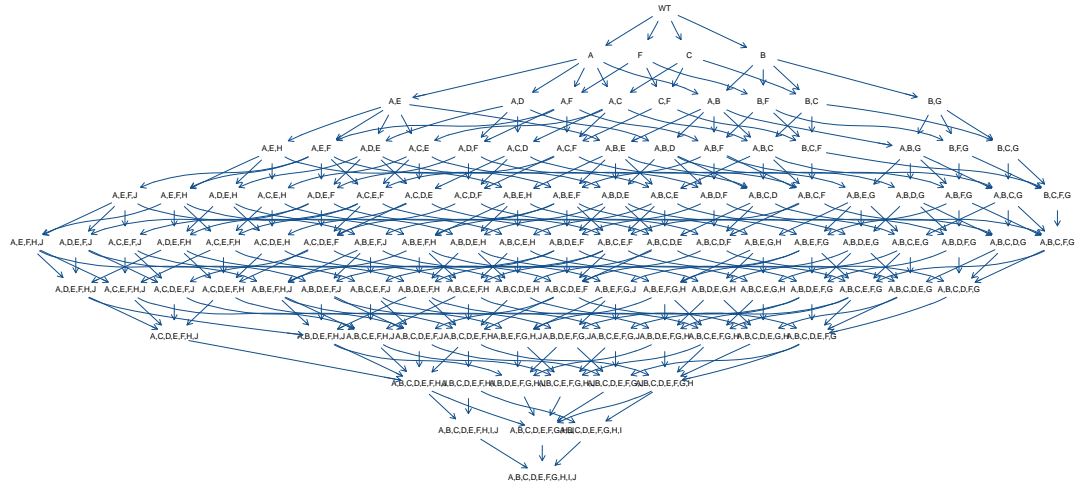 WT
A F C B
A,E A,D A,F A,C C,F A,B B,F B,C B,G
A,E,H A,E,F A,D,E A,C,E A,D,F A,C,D A,C,F A,B,E A,B,D A,B,F A,B,C B,C,F A,B,G B,F,G B,C,G
A,E,F,J A,E,F,H A,D,E,H A,C,E,H A,D,E,F A,C,E,F A,C,D,E A,C,D,F A,B,E,H A,B,E,F A,B,D,E A,B,C,E A,B,D,F A,B,C,D A,B,C,F A,B,E,G A,B,D,G A,B,F,G A,B,C,G B,C,F,G
A,E,F,H,J A,D,E,F,J A,C,E,F,J A,D,E,F,H A,C,E,F,H A,C,D,E,H A,C,D,E,F A,B,E,F,J A,B,E,F,H A,B,D,E,H A,B,C,E,H A,B,D,E,F A,B,C,E,F A,B,C,D,E A,B,C,D,F A,B,E,G,H A,B,E,F,G A,B,D,E,G A,B,C,E,G A,B,D,F,G A,B,C,D,G A,B,C,F,G
A,D,E,F,H,J A,C,E,F,H,J A,C,D,E,F,J A,C,D,E,F,H A,B,E,F,H,J A,B,D,E,F,J A,B,C,E,F,J A,B,D,E,F,H A,B,C,E,F,H A,B,C,D,E,H A,B,C,D,E,F A,B,E,F,G,J A,B,E,F,G,H A,B,D,E,G,H A,B,C,E,G,H A,B,D,E,F,G A,B,C,E,F,G A,B,C,D,E,G A,B,C,D,F,G
A,C,D,E,F,H,J A,B,D,E,F,H,J A,B,C,E,F,H,J A,B,C,D,E,F,J A,B,C,D,E,F,H A,B,E,F,G,H,J A,B,D,E,F,G,J A,B,C,E,F,G,J A,B,D,E,F,G,H A,B,C,E,F,G,H A,B,C,D,E,G,H A,B,C,D,E,F,G
A,B,C,D,E,F,G,H
A,B,C,D,E,F,H,I,J A,B,C,D,E,F,G,H,I
A,B,C,D,E,F,G,H,I,J